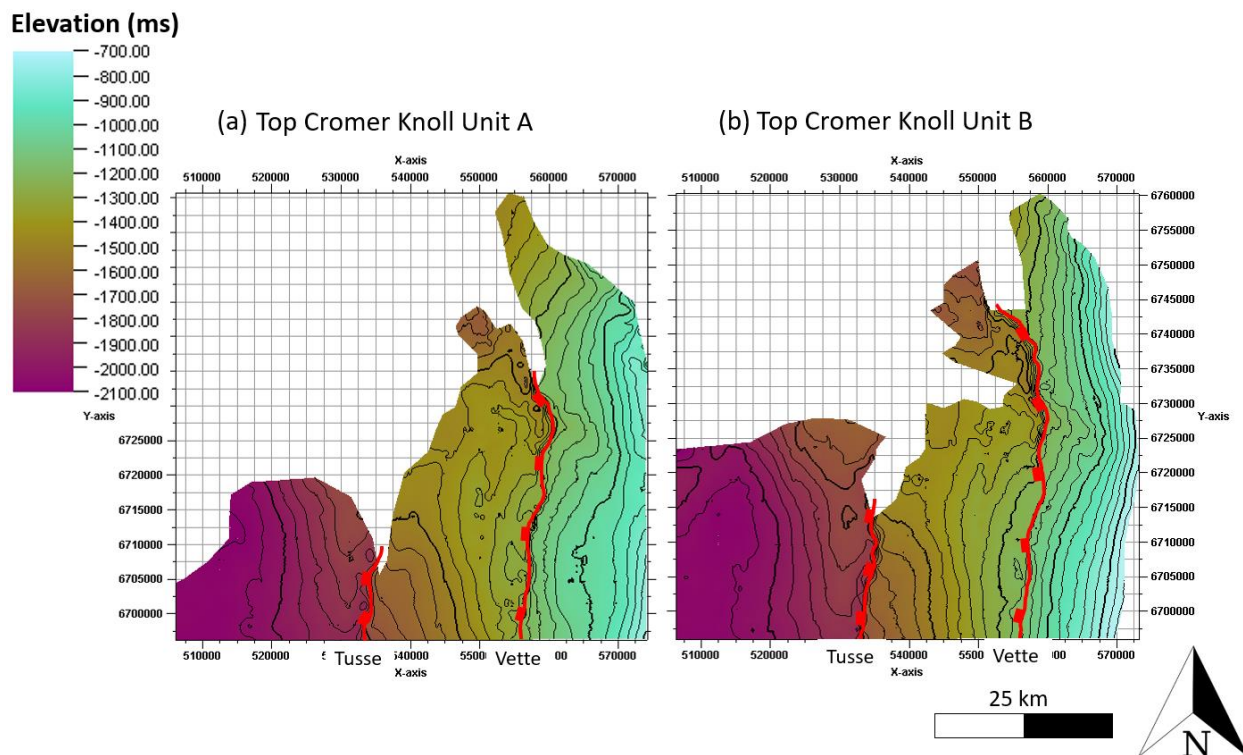 Elevation (ms)
-700.00
-800.00
-900.00
-1000.00
-1100.00
-1200.00
-1300.00
-1400.00
-1500.00
-1600.00
-1700.00
-1800.00
-1900.00
-2000.00
-2100.00
(a) Top Cromer Knoll Unit A
X-axis
510000 520000 530000 540000 550000 560000 570000
Y-axis
6725000
6720000
6715000
6710000
6705000
6700000
510000 520000 Tusse 5500 Vette 570000
X-axis
(b) Top Cromer Knoll Unit B
X-axis
510000 520000 530000 540000 550000 560000 570000
6760000
6755000
6750000
6745000
6740000
6735000
6730000
Y-axis
6725000
6720000
6715000
6710000
6705000
6700000
510000 520000 Tusse 540000 5500 Vette 00 570000
X-axis
25 km
N